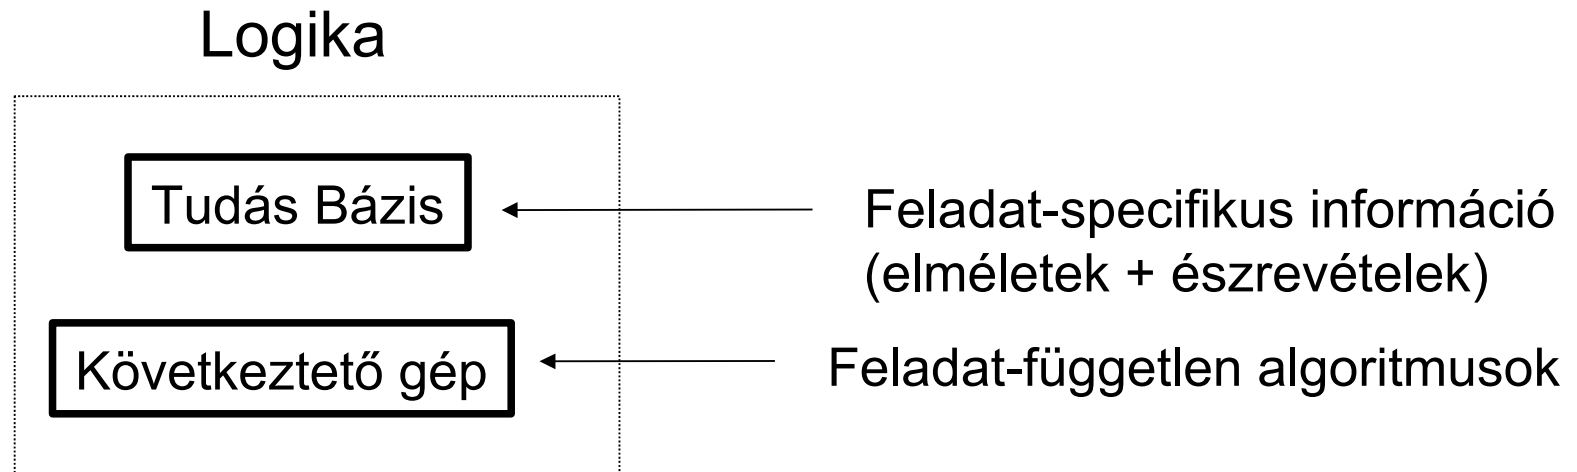 Logika
Tudás Bázis
Feladat-specifikus információ
(elméletek + észrevételek)
Következtető gép
Feladat-független algoritmusok